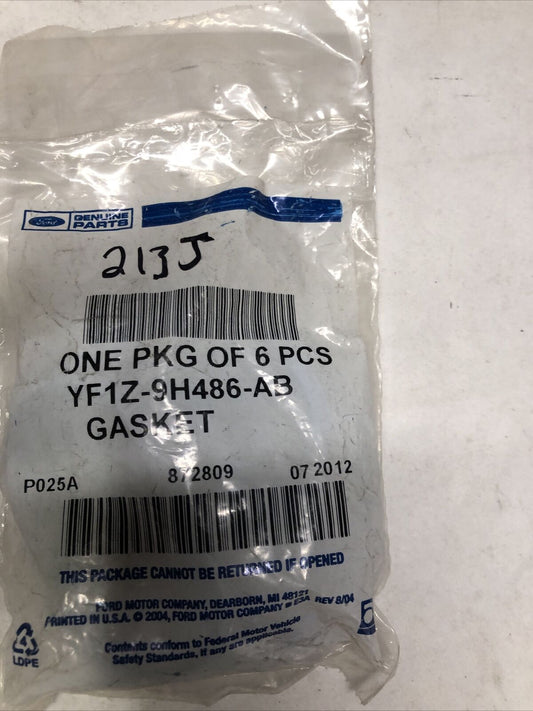 Ford GENUINE PARTS
213J
ONE PKG OF 6 PCS
YF1Z-9H486-AB
GASKET
P025A 872809 07 2012
THIS PACKAGE CANNOT BE RETURNED IF OPENED
FORD MOTOR COMPANY, DEARBORN, MI 48121
PRINTED IN U.S.A. © 2004, FORD MOTOR COMPANY REV 8/04
Contents conform to Federal Motor Vehicle
Safety Standards, if any are applicable.
LDPE